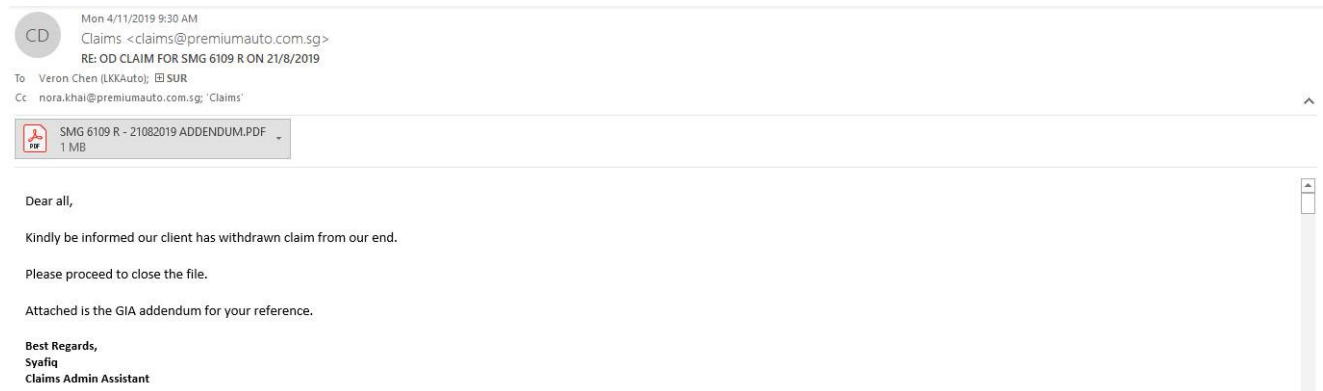 Mon 4/11/2019 9:30 AM
CD
Claims <claims@premiumauto.com.sg>
RE: OD CLAIM FOR SMG 6109 R ON 21/8/2019
To Veron Chen (LKKAuto); SUR
Cc nora.khai@premiumauto.com.sg; 'Claims'
SMG 6109 R - 21082019 ADDENDUM.PDF
PDF
1 MB
Dear all,
Kindly be informed our client has withdrawn claim from our end.
Please proceed to close the file.
Attached is the GIA addendum for your reference.
Best Regards,
Syafiq
Claims Admin Assistant